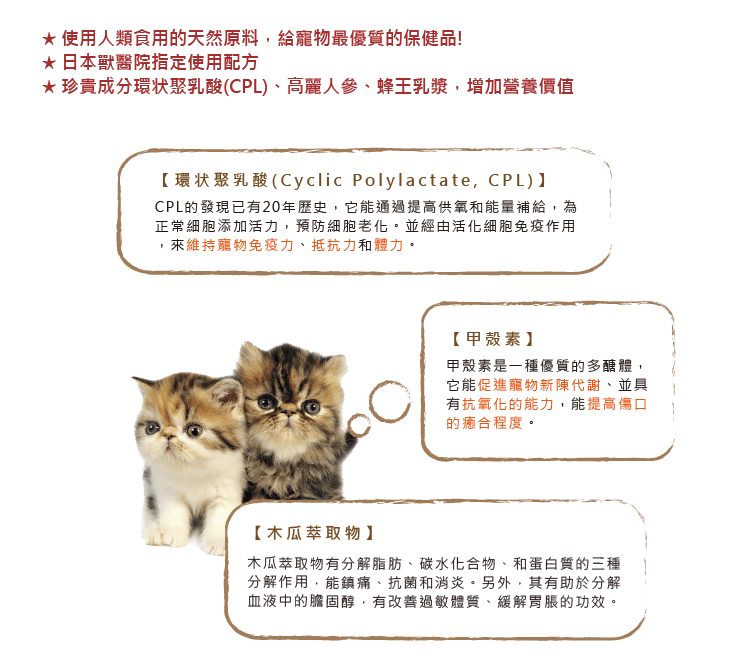 ★ 使用人類食用的天然原料，給寵物最優質的保健品!
★ 日本獸醫院指定使用配方
★ 珍貴成分環状聚乳酸(CPL)、高麗人參、蜂王乳漿，增加營養價值
【環状聚乳酸(Cyclic Polylactate, CPL)】
CPL的發現已有20年歷史，它能通過提高供氧和能量補給，為
正常細胞添加活力，預防細胞老化。並經由活化細胞免疫作用
，來維持寵物免疫力、抵抗力和體力。
【甲殼素】
甲殼素是一種優質的多醣體，
它能促進寵物新陳代謝、並具
有抗氧化的能力，能提高傷口
的癒合程度。
【木瓜萃取物】
木瓜萃取物有分解脂肪、碳水化合物、和蛋白質的三種
分解作用，能鎮痛、抗菌和消炎。另外，其有助於分解
血液中的膽固醇，有改善過敏體質、緩解胃脹的功效。